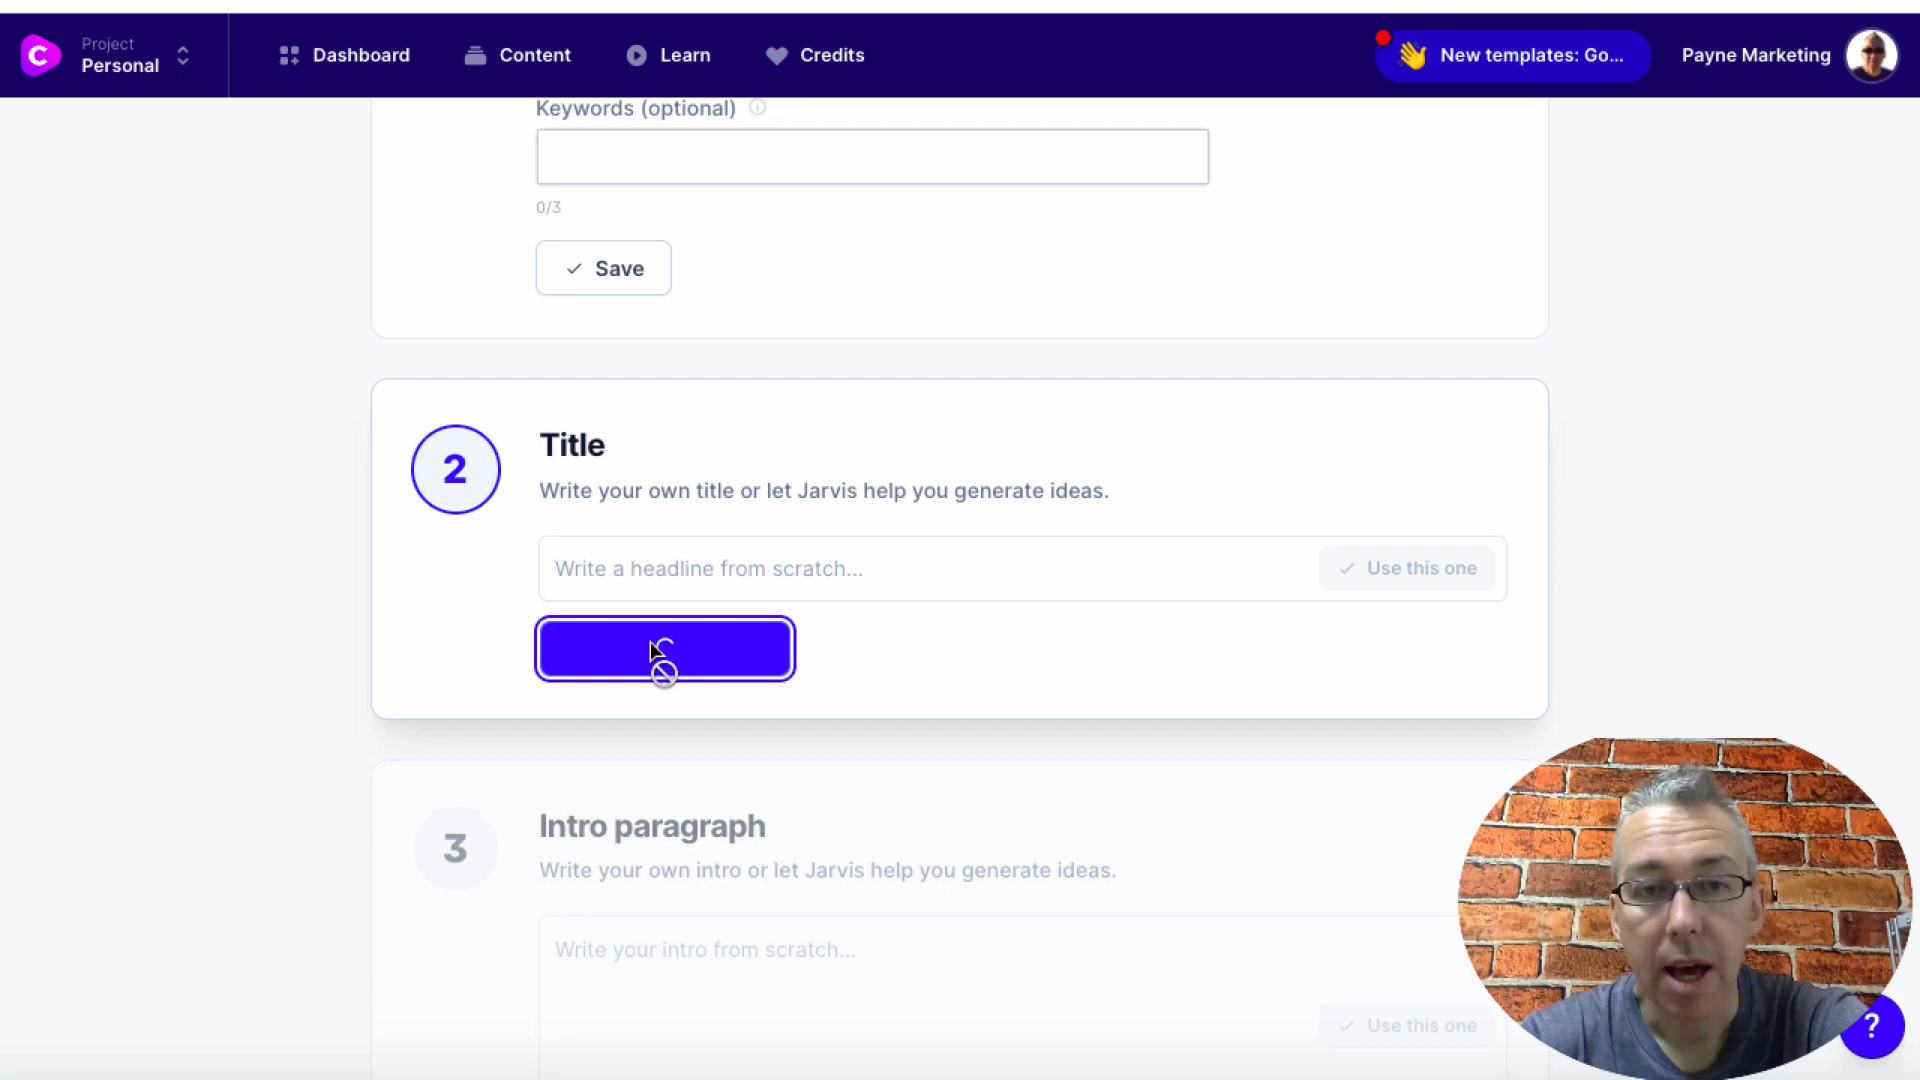 C
Project
Personal
Dashboard
Content
Learn
Credits
New templates: Go...
Payne Marketing
Keywords (optional)
0/3
Save
2
Title
Write your own title or let Jarvis help you generate ideas.
Write a headline from scratch...
Use this one
3
Intro paragraph
Write your own intro or let Jarvis help you generate ideas.
Write your intro from scratch...
Use this one
?